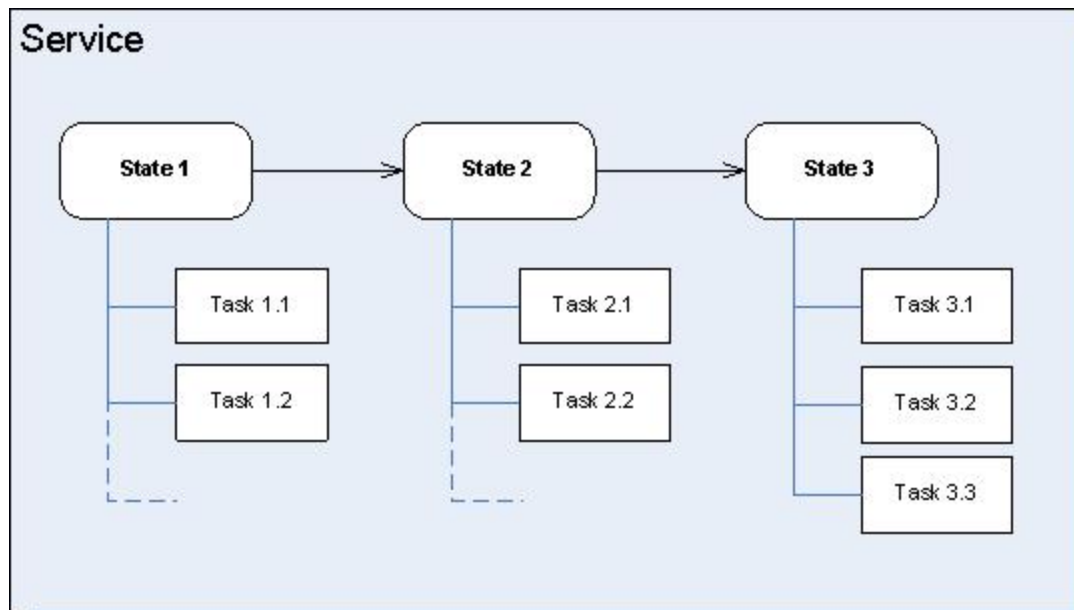 Service
State 1
State 2
State 3
Task 1.1
Task 2.1
Task 3.1
Task 1.2
Task 2.2
Task 3.2
Task 3.3